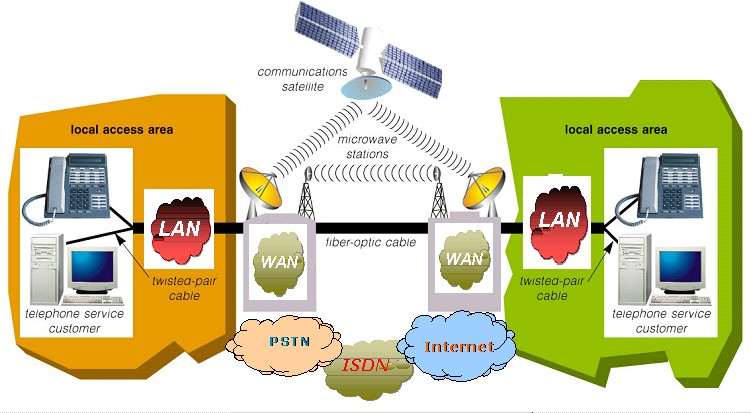 communications
satellite
local access area
local access area
microwave
stations
LAN
LAN
fiber-optic cable
WAN
WAN
twisted-pair
cable
twisted-pair
cable
telephone service
customer
telephone service
customer
PSTN
ISDN
Internet